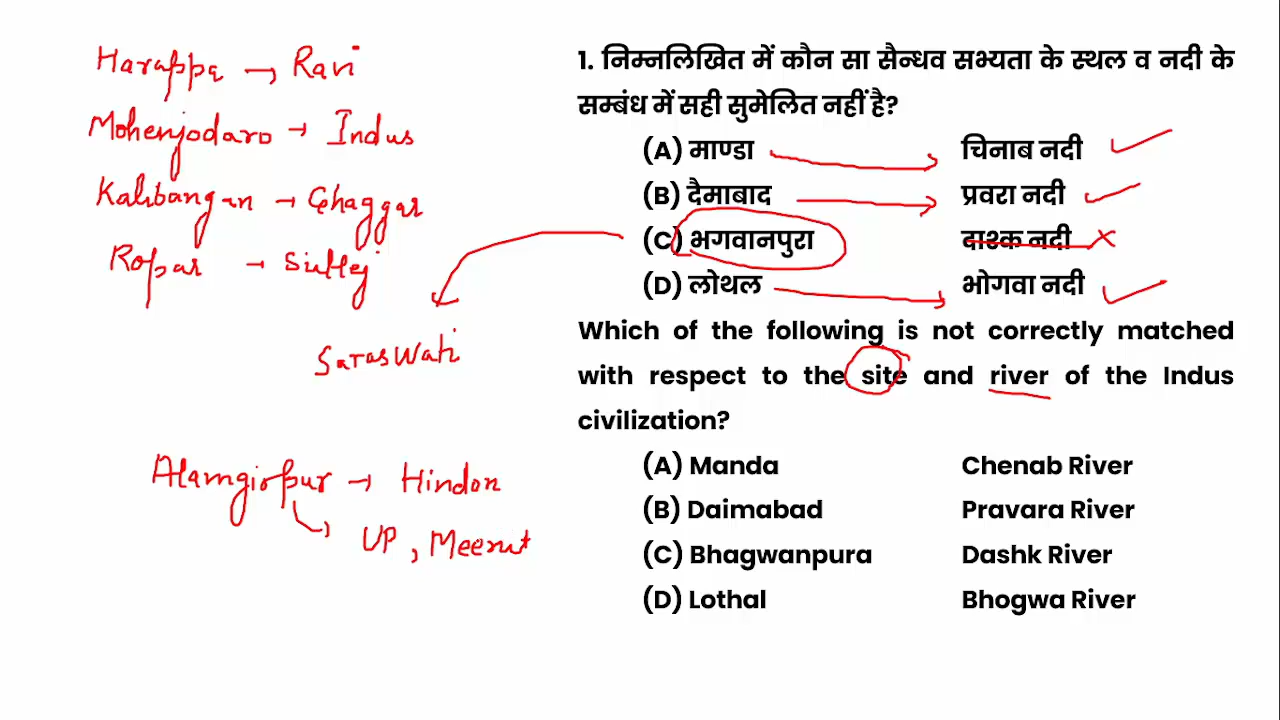 Harappa → Ravi
Mohenjodaro → Indus
Kalibangan → Ghaggar
Ropar → Sutlej
Saraswati
Alamgirpur → Hindon
UP, Meerut
1. निम्नलिखित में कौन सा सैन्धव सभ्यता के स्थल व नदी के
सम्बंध में सही सुमेलित नहीं है?
(A) माण्डा चिनाब नदी
(B) दैमाबाद प्रवरा नदी
(C) भगवानपुरा दाश्क नदी
(D) लोथल भोगवा नदी
Which of the following is not correctly matched
with respect to the site and river of the Indus
civilization?
(A) Manda Chenab River
(B) Daimabad Pravara River
(C) Bhagwanpura Dashk River
(D) Lothal Bhogwa River